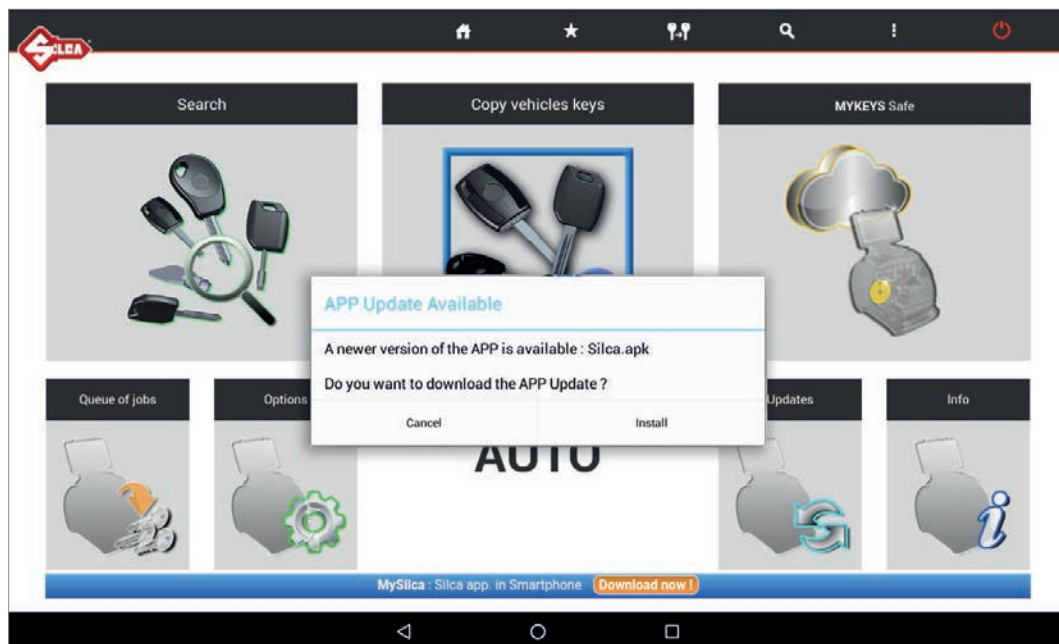 SILCA
Search
Copy vehicles keys
MYKEYS Safe
APP Update Available
A newer version of the APP is available : Silca.apk
Do you want to download the APP Update ?
Cancel
Install
Queue of jobs
Options
Updates
Info
AUTO
MySilca : Silca app. in Smartphone Download now !